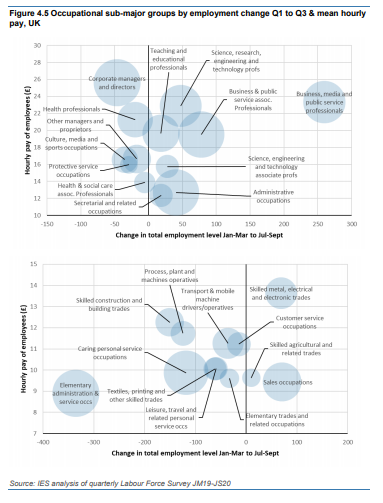 Figure 4.5 Occupational sub-major groups by employment change Q1 to Q3 & mean hourly
pay, UK
Hourly pay of employees (£)
30
28
26
24
22
20
18
16
14
12
10
Corporate managers
and directors
Teaching and
educational
professionals
Science, research,
engineering and
technology profs
Business & public
service assoc.
Professionals
Business, media and
public service
professionals
Health professionals
Other managers and
proprietors
Culture, media and
sports occupations
Protective service
occupations
Health & social care
assoc. Professionals
Secretarial and related
occupations
Science, engineering
and technology
associate profs
Administrative
occupations
-150 -100 -50 0 50 100 150 200 250 300
Change in total employment level Jan-Mar to Jul-Sept
Hourly pay of employees (£)
15
14
13
12
11
10
9
8
7
Process, plant and
machines operatives
Transport & mobile
machine
drivers/operatives
Skilled metal, electrical
and electronic trades
Skilled construction and
building trades
Customer service
occupations
Caring personal service
occupations
Skilled agricultural and
related trades
Elementary
administration &
service occs
Textiles, printing and
other skilled trades
Sales occupations
Leisure, travel and
related personal
service occs
Elementary trades and
related occupations
-400 -300 -200 -100 0 100 200
Change in total employment level Jan-Mar to Jul-Sept
Source: IES analysis of quarterly Labour Force Survey JM19-JS20